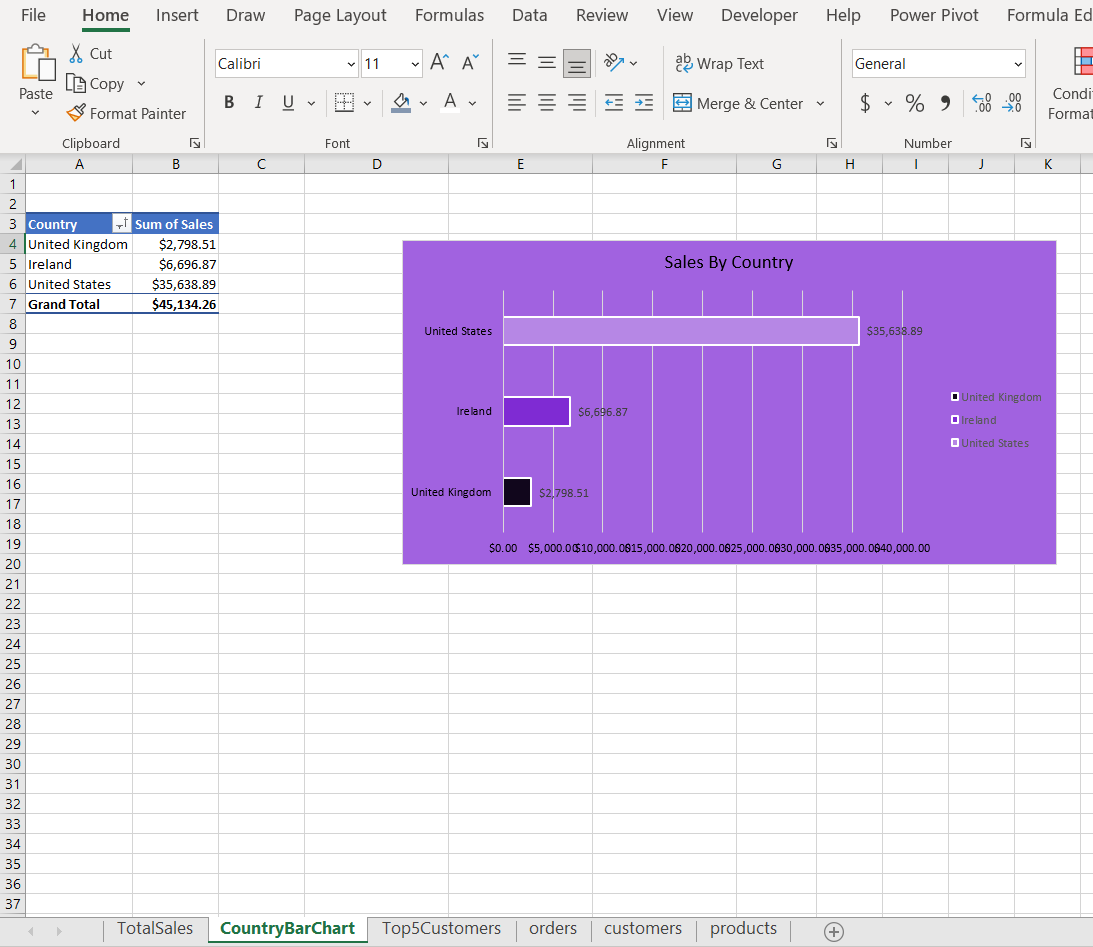 File Home Insert Draw Page Layout Formulas Data Review View Developer Help Power Pivot Formula Ed
Cut
Copy
Format Painter
Paste
Clipboard
Calibri 11
A A
B I U A
Font
Wrap Text
Merge & Center
Alignment
General
$ % 9 .00 .00
Number
Condi
Format
A B C D E F G H I J K
1
2
3 Country Sum of Sales
4 United Kingdom $2,798.51
5 Ireland $6,696.87
6 United States $35,638.89
7 Grand Total $45,134.26
8
9
10
11
12
13
14
15
16
17
18
19
20
21
22
23
24
25
26
27
28
29
30
31
32
33
34
35
36
37
Sales By Country
United States $35,638.89
Ireland $6,696.87
United Kingdom $2,798.51
$0.00 $5,000.00 $10,000.00 $15,000.00 $20,000.00 $25,000.00 $30,000.00 $35,000.00 $40,000.00
United Kingdom
Ireland
United States
TotalSales CountryBarChart Top5Customers orders customers products